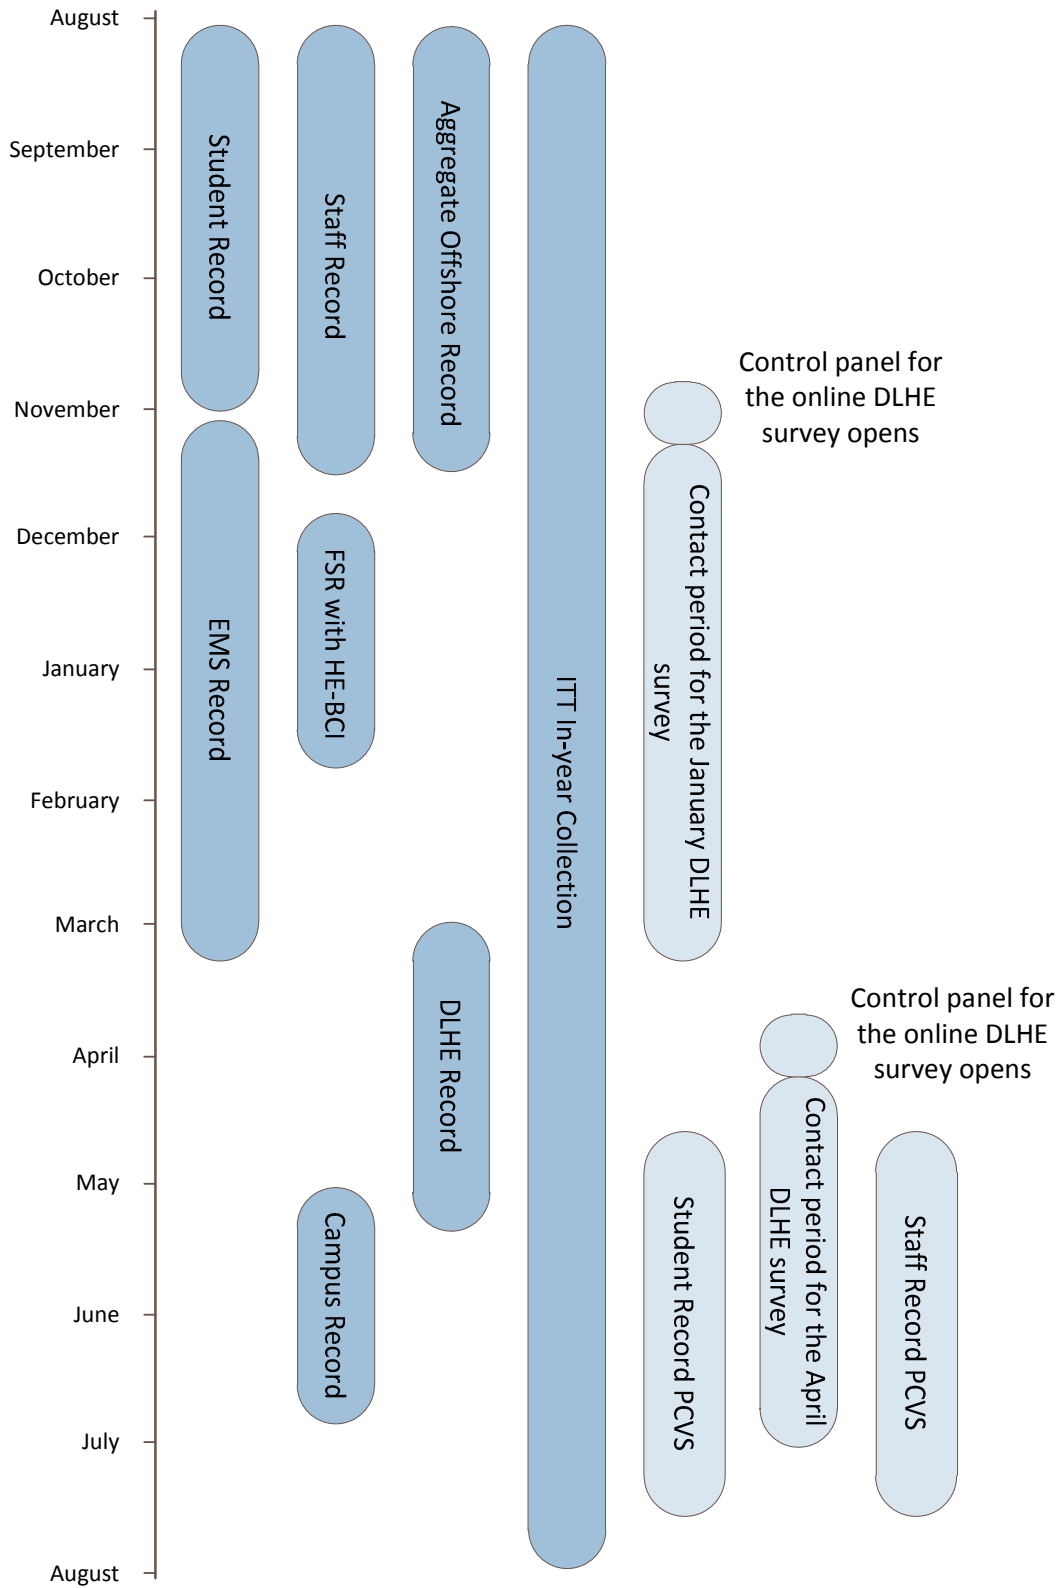 August
September
October
November
December
January
February
March
April
May
June
July
August
Student Record
EMS Record
Staff Record
FSR with HE-BCI
Campus Record
Aggregate Offshore Record
DLHE Record
ITT In-year Collection
Control panel for
the online DLHE
survey opens
Contact period for the January DLHE
survey
Student Record PCVS
Control panel for
the online DLHE
survey opens
Contact period for the April
DLHE survey
Staff Record PCVS